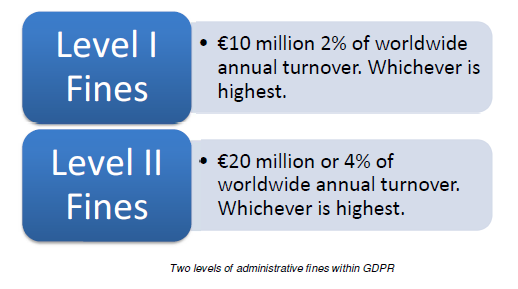 Level I
Fines
• €10 million 2% of worldwide
annual turnover. Whichever is
highest.
Level II
Fines
• €20 million or 4% of
worldwide annual turnover.
Whichever is highest.
Two levels of administrative fines within GDPR